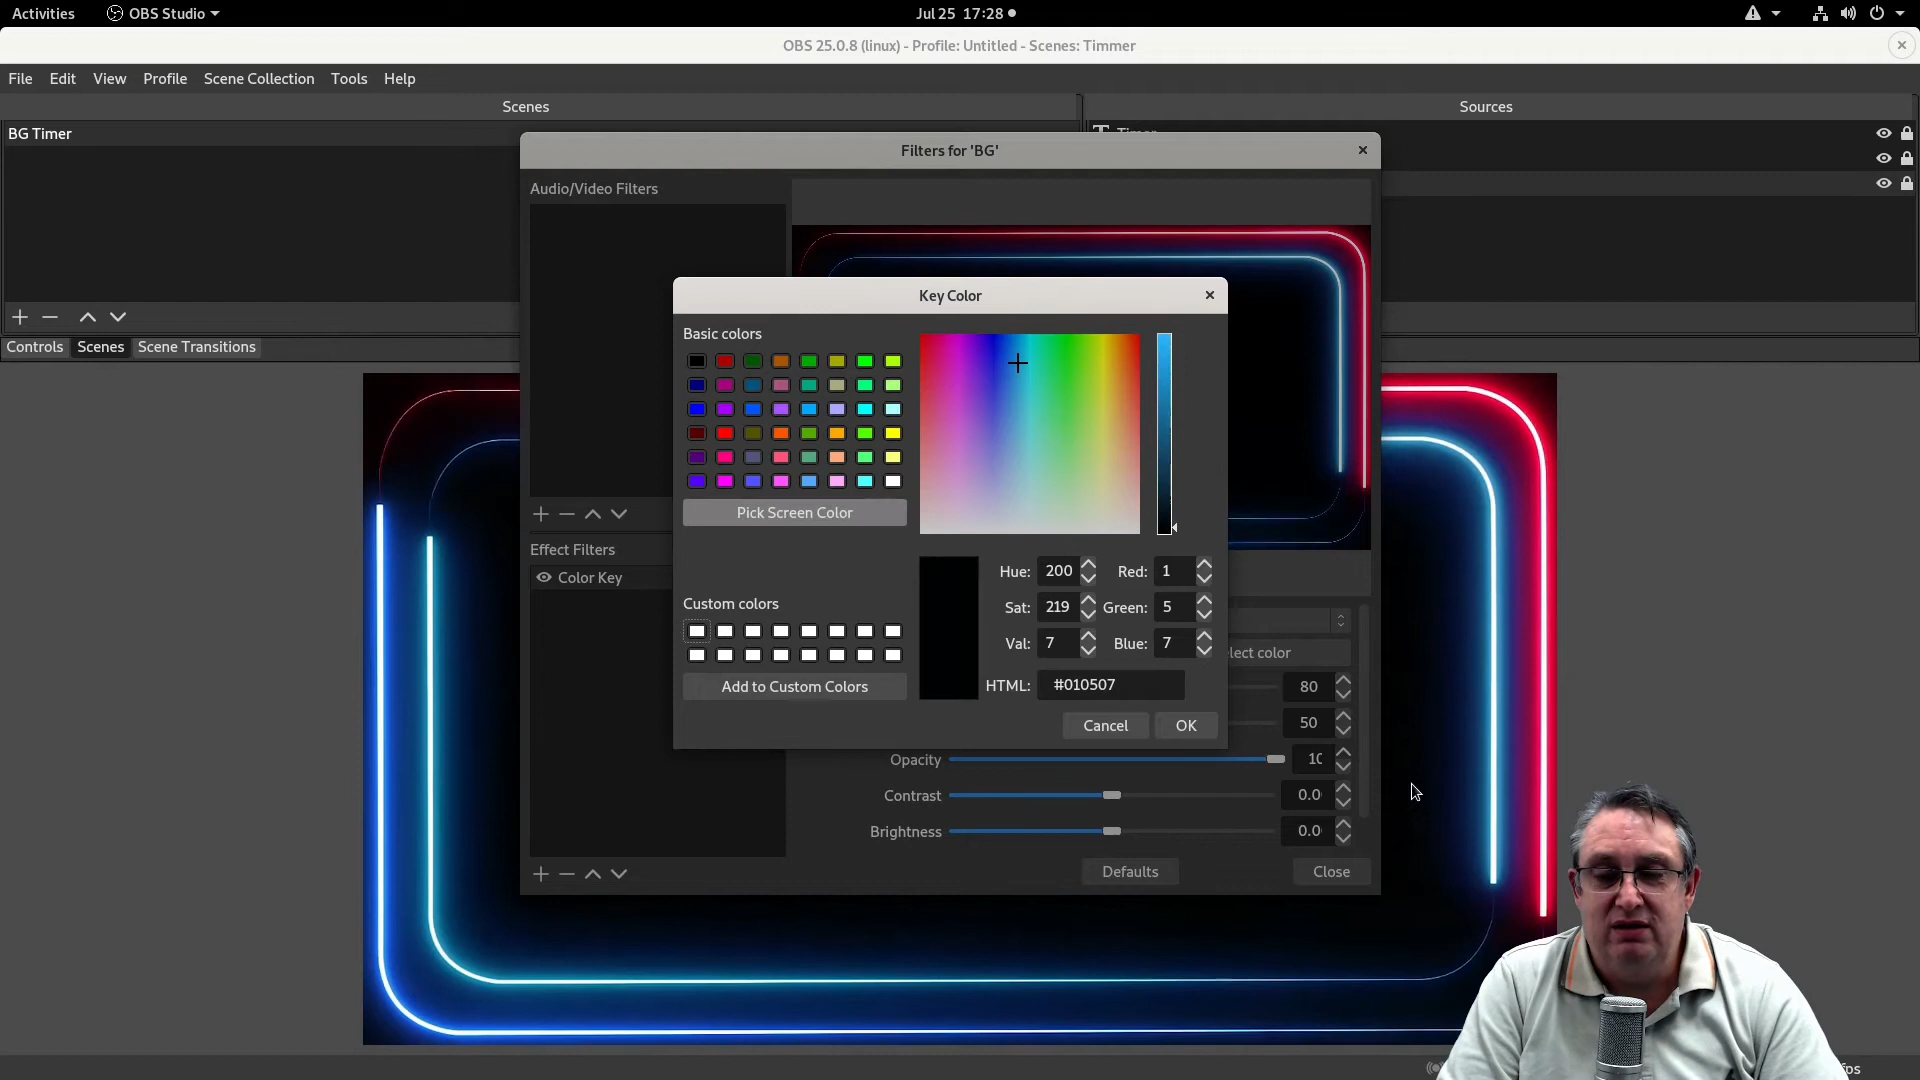 Activities OBS Studio Jul 25 17:28
OBS 25.0.8 (linux) - Profile: Untitled - Scenes: Timmer
File Edit View Profile Scene Collection Tools Help
Scenes Sources
BG Timer
Filters for 'BG'
Audio/Video Filters
Key Color
Basic colors
Controls Scenes Scene Transitions
Pick Screen Color
Effect Filters
Color Key
Hue: 200 Red: 1
Custom colors
Sat: 219 Green: 5
Val: 7 Blue: 7
lect color
Add to Custom Colors
HTML: #010507
80
Cancel OK
50
Opacity 10
Contrast 0.0
Brightness 0.0
Defaults Close